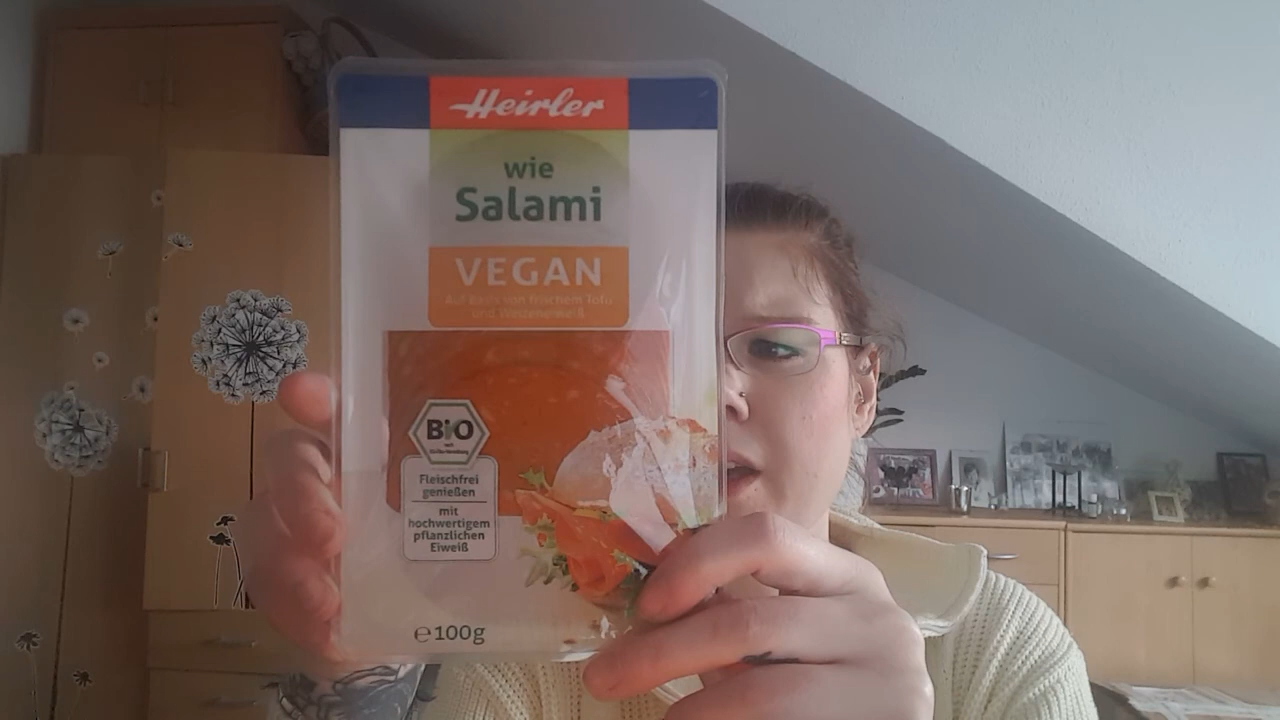 Heirler
wie
Salami
VEGAN
Auf Basis von frischem Tofu
und Weizeneiweiß
BIO
Fleischfrei
genießen
mit
hochwertigem
pflanzlichen
Eiweiß
℮100g